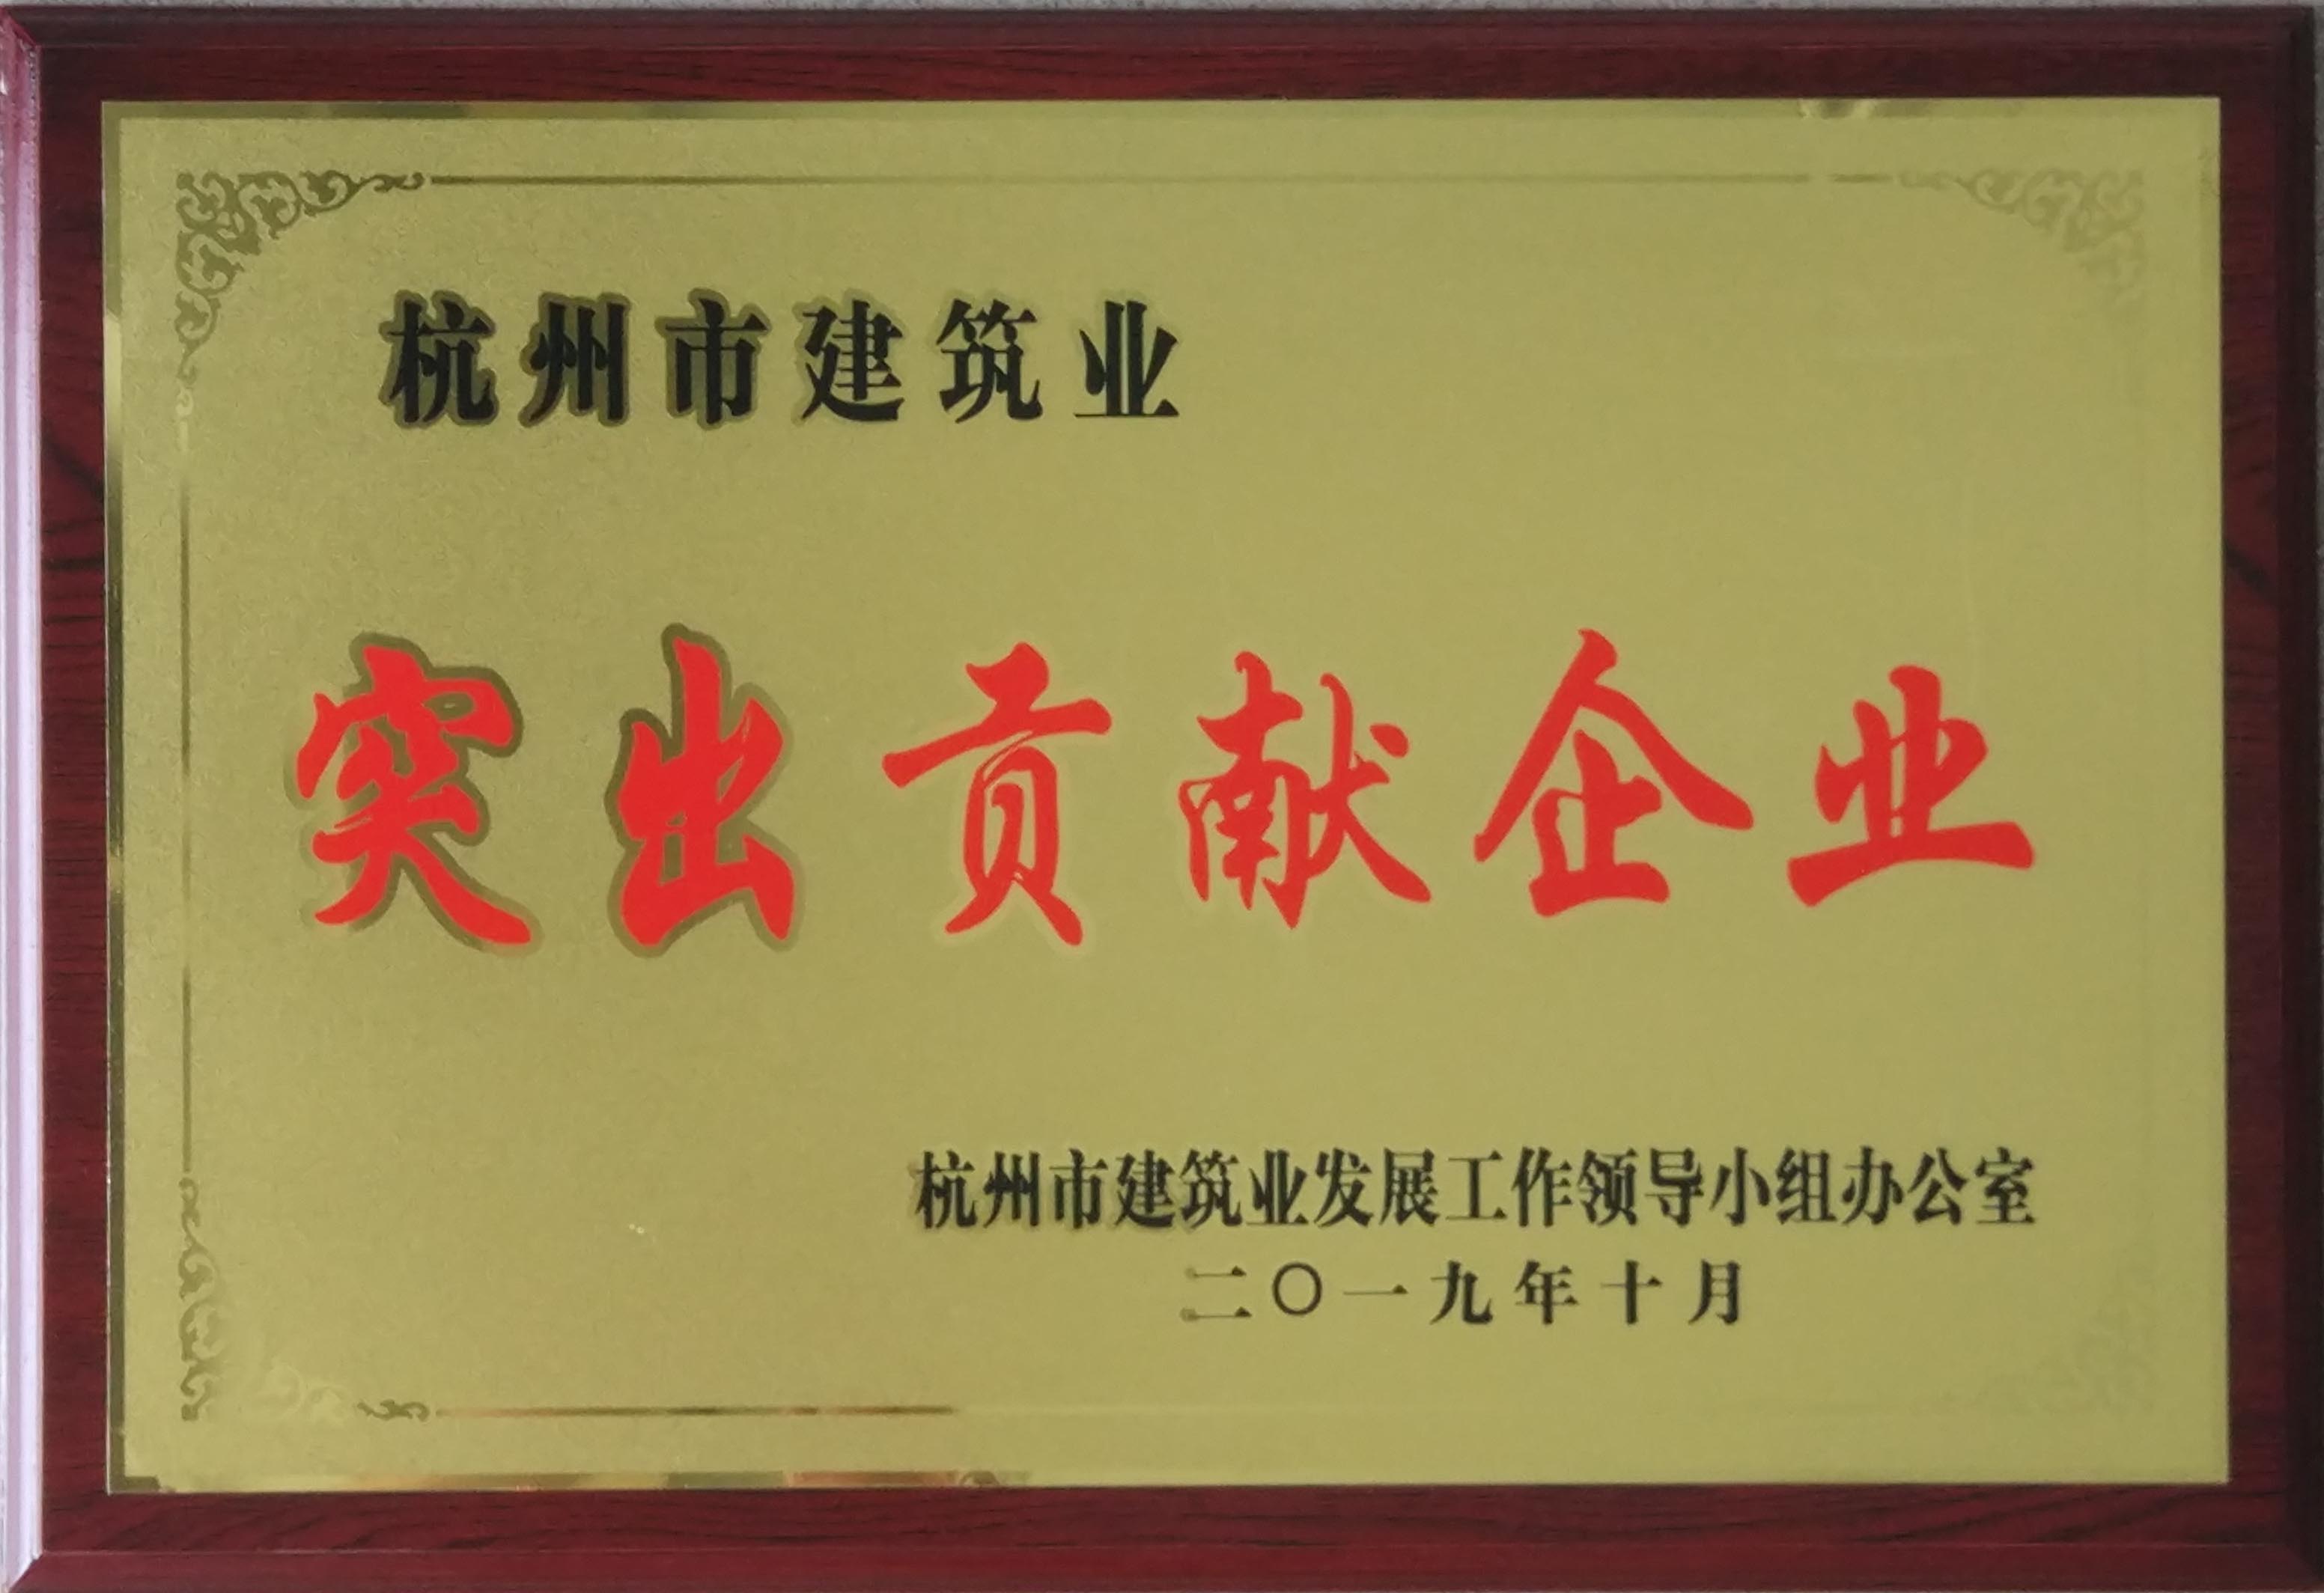 杭州市建筑业
突出贡献企业
杭州市建筑业发展工作领导小组办公室
二〇一九年十月